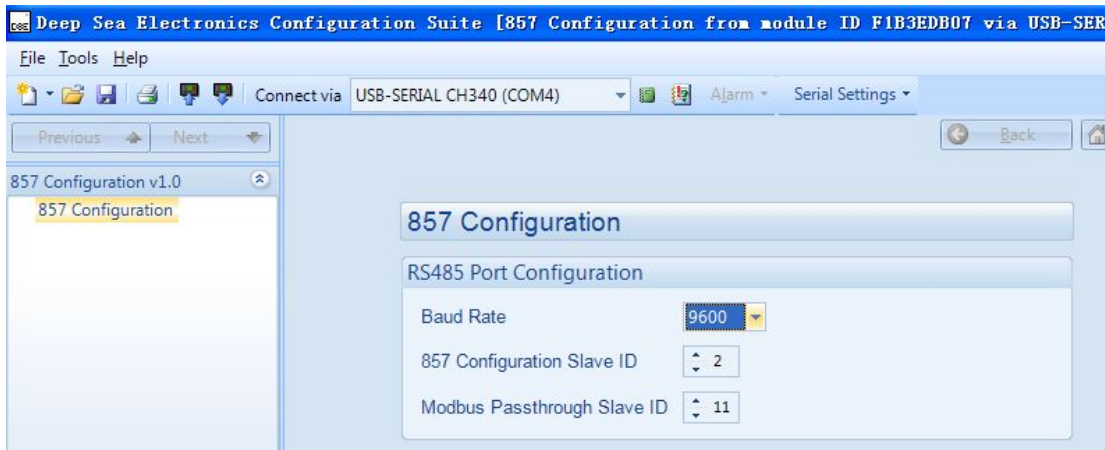 DSE Deep Sea Electronics Configuration Suite [857 Configuration from module ID F1B3EDB07 via USB-SER
File Tools Help
Connect via USB-SERIAL CH340 (COM4) Alarm Serial Settings
Previous Next Back
857 Configuration v1.0
857 Configuration
857 Configuration
RS485 Port Configuration
Baud Rate 9600
857 Configuration Slave ID 2
Modbus Passthrough Slave ID 11